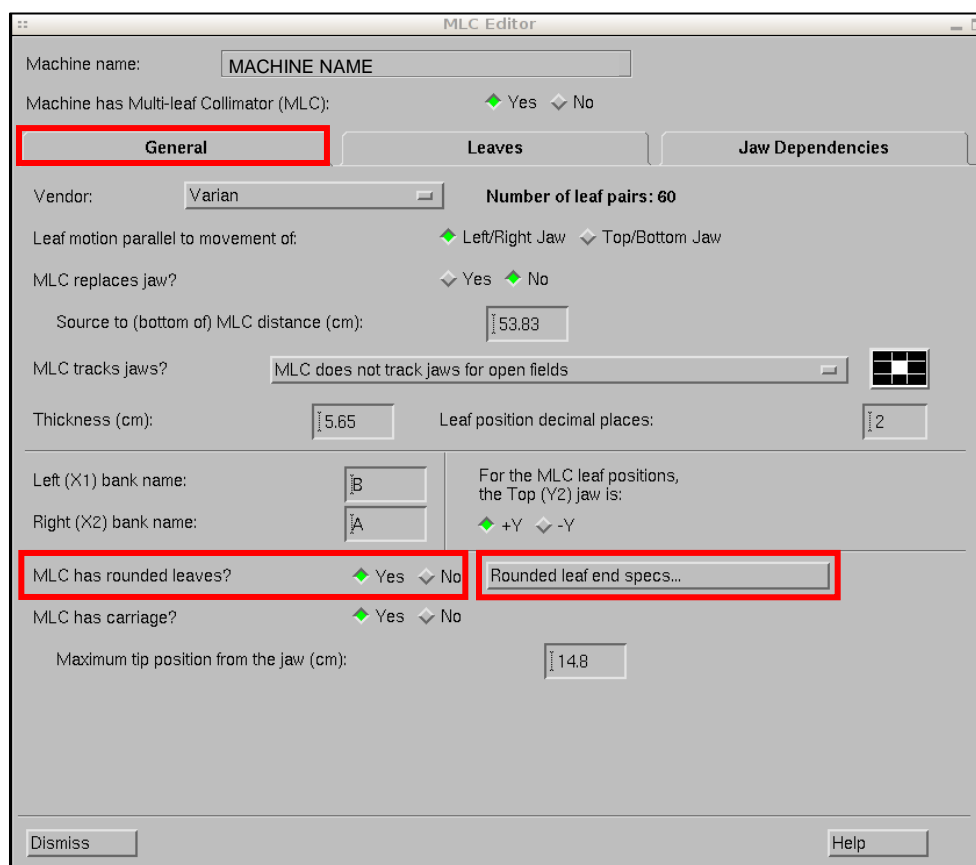 MLC Editor
Machine name: MACHINE NAME
Machine has Multi-leaf Collimator (MLC): Yes No
General Leaves Jaw Dependencies
Vendor: Varian Number of leaf pairs: 60
Leaf motion parallel to movement of: Left/Right Jaw Top/Bottom Jaw
MLC replaces jaw? Yes No
Source to (bottom of) MLC distance (cm): 53.83
MLC tracks jaws? MLC does not track jaws for open fields
Thickness (cm): 5.65 Leaf position decimal places: 2
Left (X1) bank name: B
Right (X2) bank name: A
For the MLC leaf positions,
the Top (Y2) jaw is:
+Y -Y
MLC has rounded leaves? Yes No Rounded leaf end specs...
MLC has carriage? Yes No
Maximum tip position from the jaw (cm): 14.8
Dismiss Help